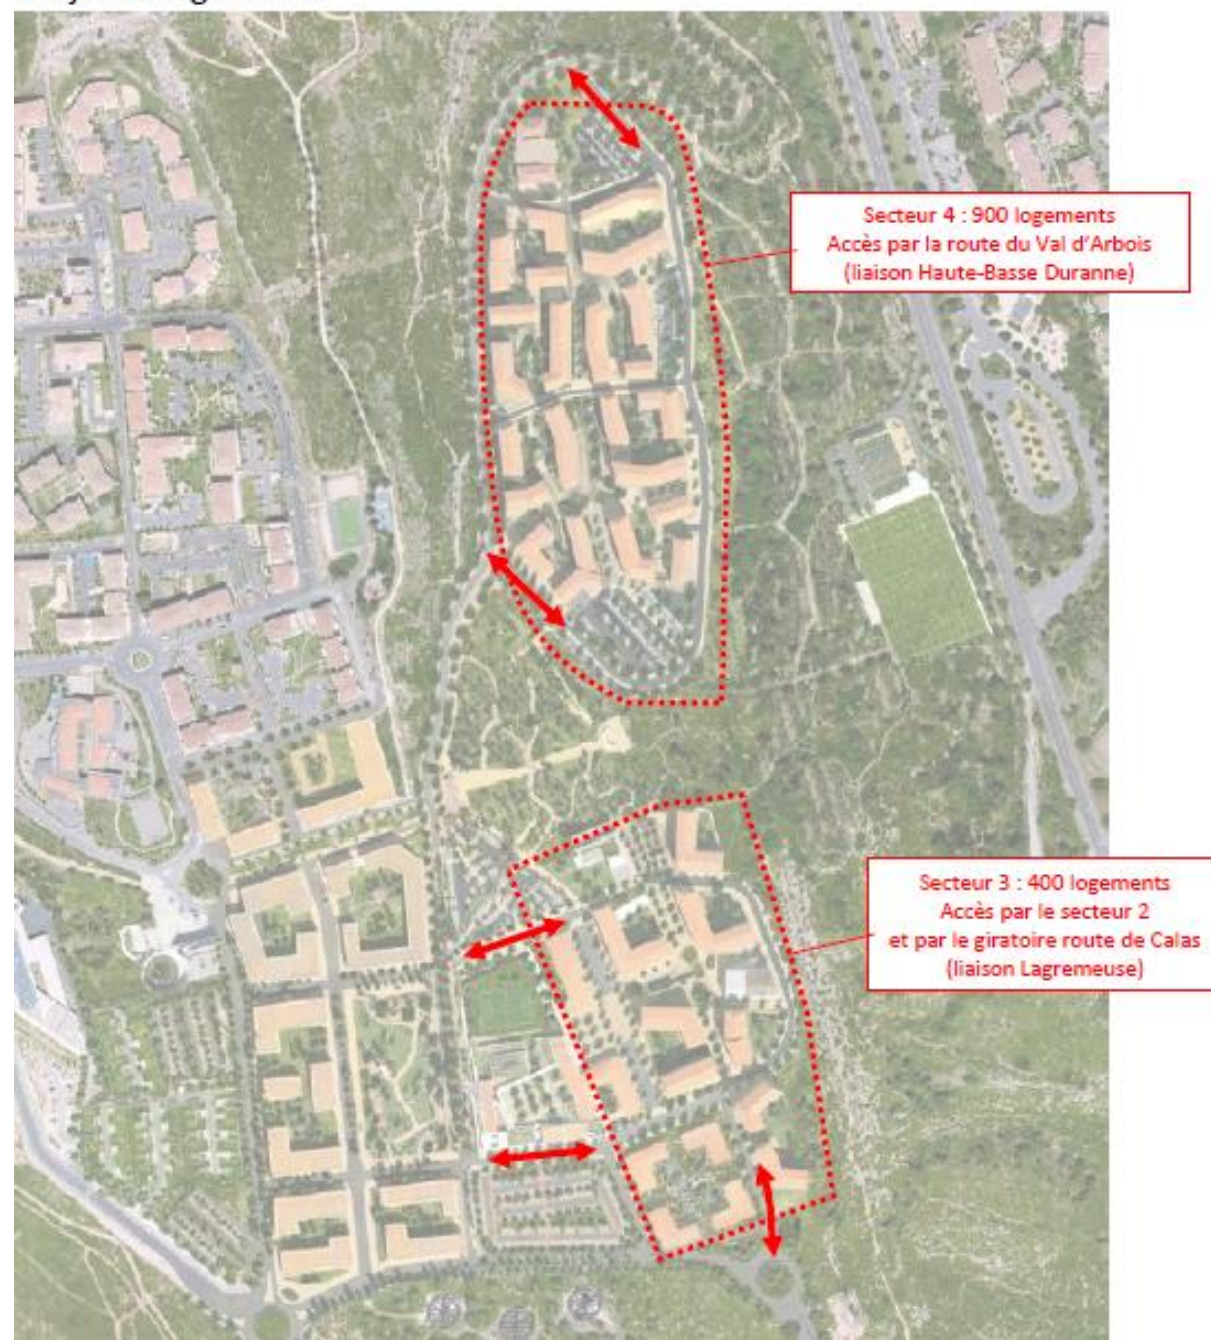 Secteur 4 : 900 logements
Accès par la route du Val d’Arbois
(liaison Haute-Basse Duranne)
Secteur 3 : 400 logements
Accès par le secteur 2
et par le giratoire route de Calas
(liaison Lagremeuse)